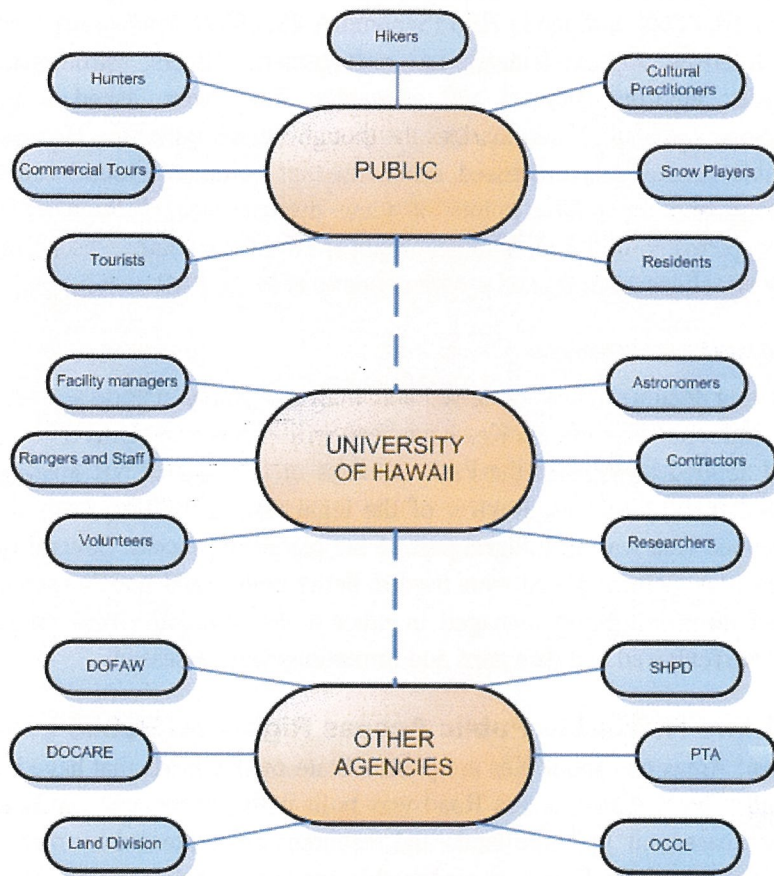 Hikers
Hunters
Cultural
Practitioners
Commercial Tours
PUBLIC
Snow Players
Tourists
Residents
Facility managers
Astronomers
Rangers and Staff
UNIVERSITY
OF HAWAII
Contractors
Volunteers
Researchers
DOFAW
SHPD
DOCARE
OTHER
AGENCIES
PTA
Land Division
OCCL